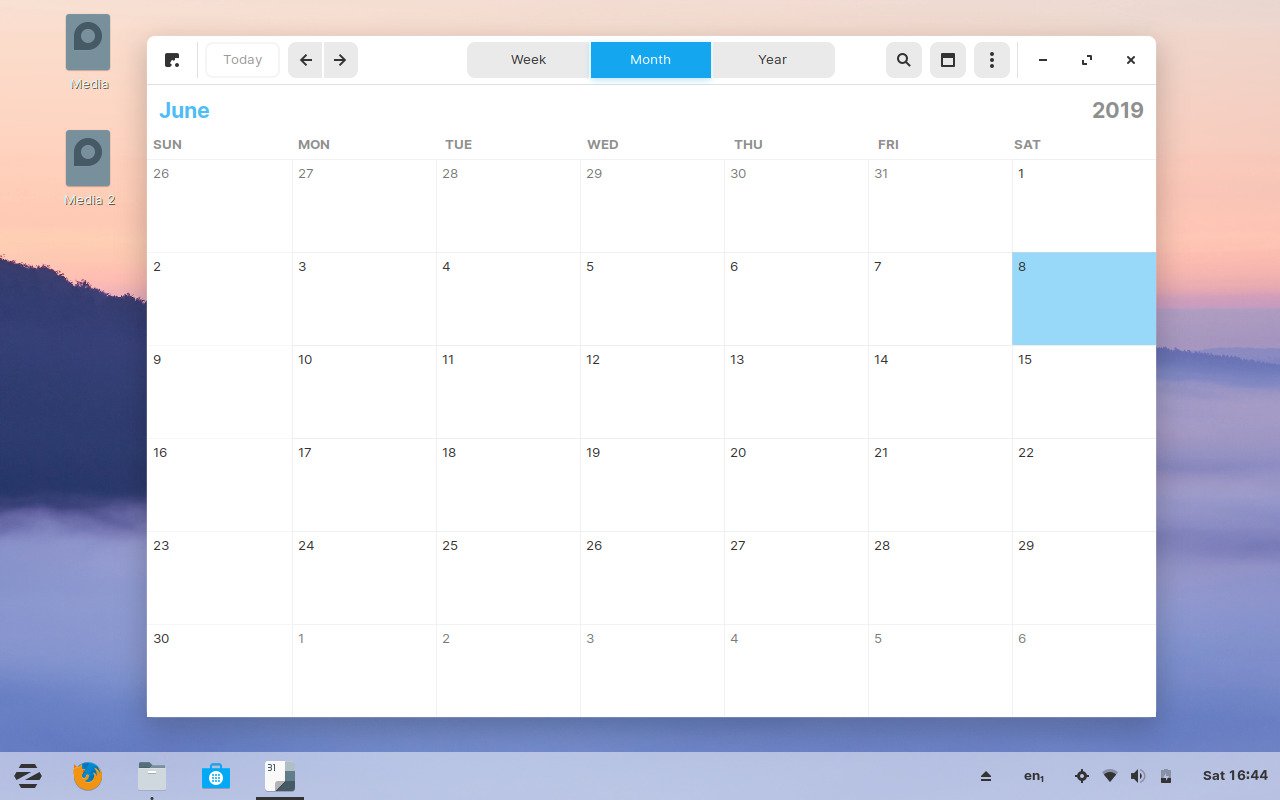 Media
Media 2
Today
Week
Month
Year
June
2019
SUN MON TUE WED THU FRI SAT
26 27 28 29 30 31 1
2 3 4 5 6 7 8
9 10 11 12 13 14 15
16 17 18 19 20 21 22
23 24 25 26 27 28 29
30 1 2 3 4 5 6
31
en₁
Sat 16:44